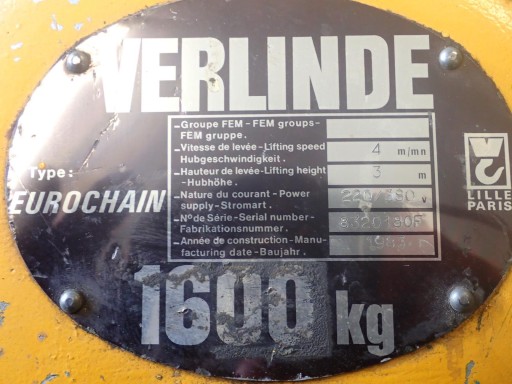 VERLINDE
Groupe FEM - FEM groups-
FEM gruppe.
Vitesse de levée - Lifting speed 4 m/mn
Hubgeschwindigkeit.
Hauteur de levée - Lifting height 3 m
- Hubhöhe.
Nature du courant - Power v
supply - Stromart.
N° de Série - Serial number -
Fabrikationsnummer.
Année de construction - Manu-
facturing date - Baujahr.
Type:
EUROCHAIN
LILLE
PARIS
1600 kg